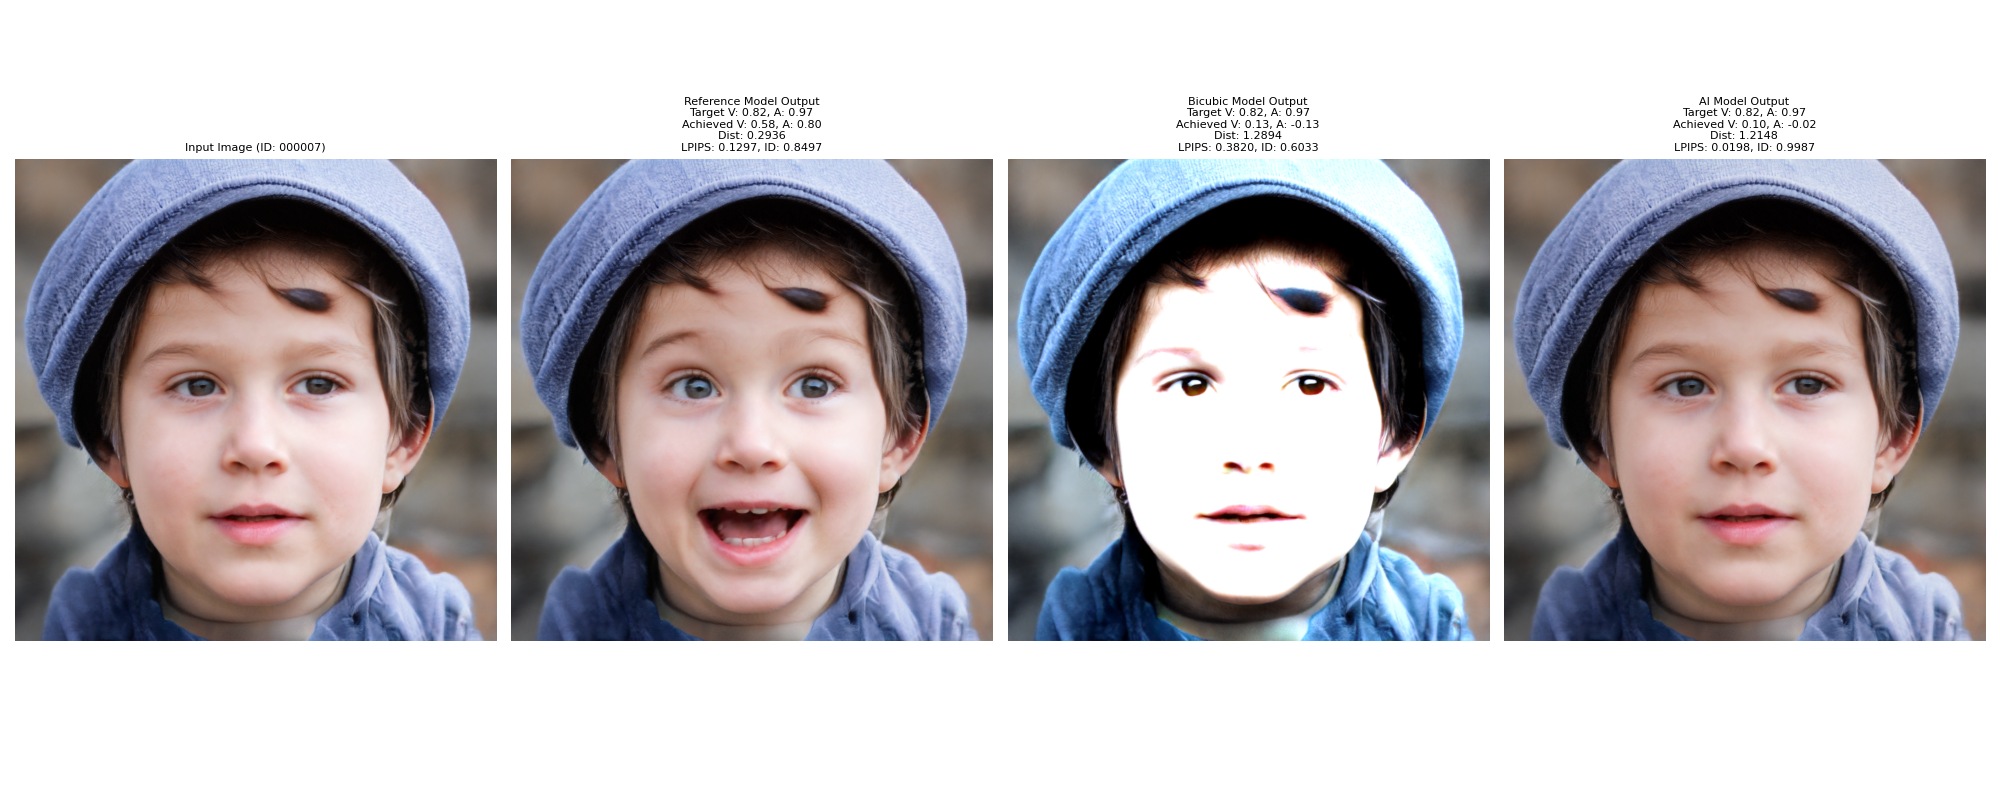 Input Image (ID: 000007)
Reference Model Output
Target V: 0.82, A: 0.97
Achieved V: 0.58, A: 0.80
Dist: 0.2936
LPIPS: 0.1297, ID: 0.8497
Bicubic Model Output
Target V: 0.82, A: 0.97
Achieved V: 0.13, A: -0.13
Dist: 1.2894
LPIPS: 0.3820, ID: 0.6033
AI Model Output
Target V: 0.82, A: 0.97
Achieved V: 0.10, A: -0.02
Dist: 1.2148
LPIPS: 0.0198, ID: 0.9987